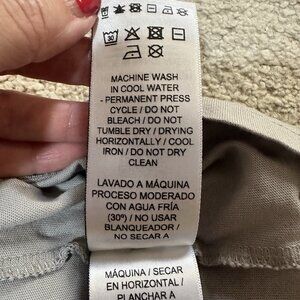 MACHINE WASH
IN COOL WATER
- PERMANENT PRESS
CYCLE / DO NOT
BLEACH / DO NOT
TUMBLE DRY / DRYING
HORIZONTALLY / COOL
IRON / DO NOT DRY
CLEAN
LAVADO A MÁQUINA
PROCESO MODERADO
CON AGUA FRÍA
(30º) / NO USAR
BLANQUEADOR /
NO SECAR A
MÁQUINA / SECAR
EN HORIZONTAL /
PLANCHAR A